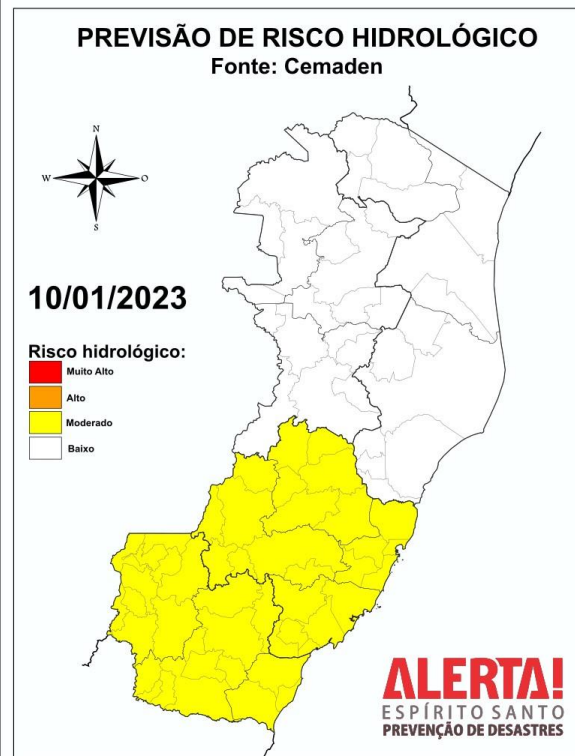 PREVISÃO DE RISCO HIDROLÓGICO
Fonte: Cemaden
N
W
O
S
10/01/2023
Risco hidrológico:
Muito Alto
Alto
Moderado
Baixo
ALERTA!
ESPÍRITO SANTO
PREVENÇÃO DE DESASTRES